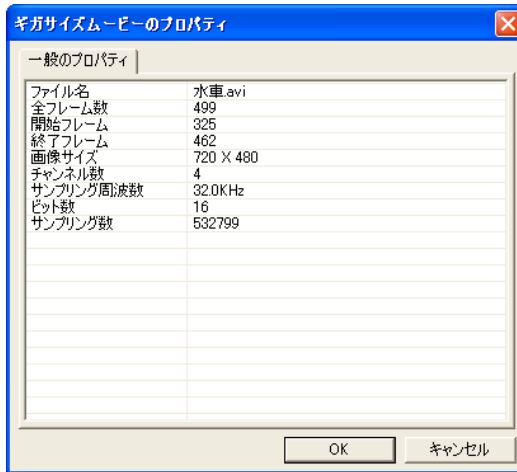 ギガサイズムービーのプロパティ
一般のプロパティ
ファイル名 水車.avi
全フレーム数 499
開始フレーム 325
終了フレーム 462
画像サイズ 720 X 480
チャンネル数 4
サンプリング周波数 32.0KHz
ビット数 16
サンプリング数 532799
OK キャンセル